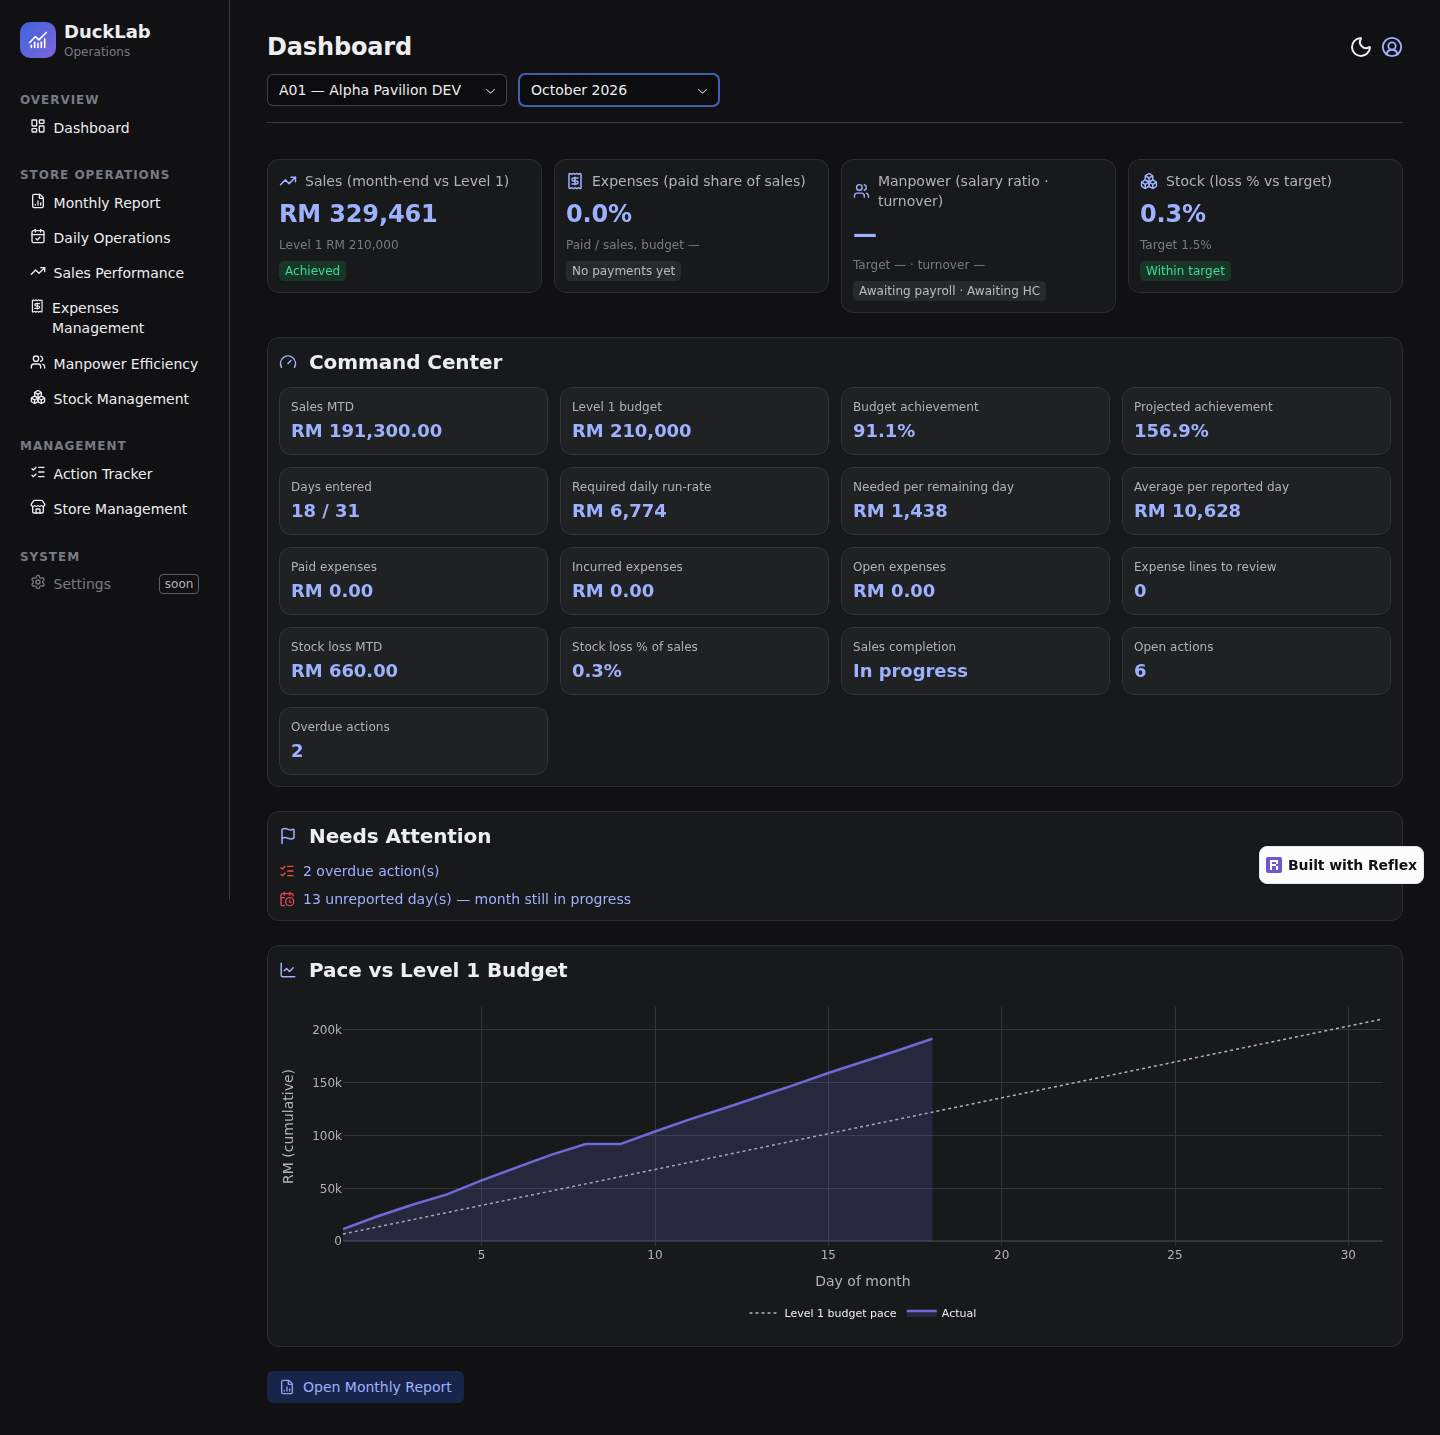 DuckLab
Operations
OVERVIEW
Dashboard
STORE OPERATIONS
Monthly Report
Daily Operations
Sales Performance
Expenses
Management
Manpower Efficiency
Stock Management
MANAGEMENT
Action Tracker
Store Management
SYSTEM
Settings soon
Dashboard
A01 — Alpha Pavilion DEV
October 2026
Sales (month-end vs Level 1)
RM 329,461
Level 1 RM 210,000
Achieved
Expenses (paid share of sales)
0.0%
Paid / sales, budget —
No payments yet
Manpower (salary ratio ·
turnover)
—
Target — · turnover —
Awaiting payroll · Awaiting HC
Stock (loss % vs target)
0.3%
Target 1.5%
Within target
Command Center
Sales MTD
RM 191,300.00
Level 1 budget
RM 210,000
Budget achievement
91.1%
Projected achievement
156.9%
Days entered
18 / 31
Required daily run-rate
RM 6,774
Needed per remaining day
RM 1,438
Average per reported day
RM 10,628
Paid expenses
RM 0.00
Incurred expenses
RM 0.00
Open expenses
RM 0.00
Expense lines to review
0
Stock loss MTD
RM 660.00
Stock loss % of sales
0.3%
Sales completion
In progress
Open actions
6
Overdue actions
2
Needs Attention
2 overdue action(s)
13 unreported day(s) — month still in progress
Built with Reflex
Pace vs Level 1 Budget
RM (cumulative)
200k
150k
100k
50k
0
5 10 15 20 25 30
Day of month
Level 1 budget pace Actual
Open Monthly Report